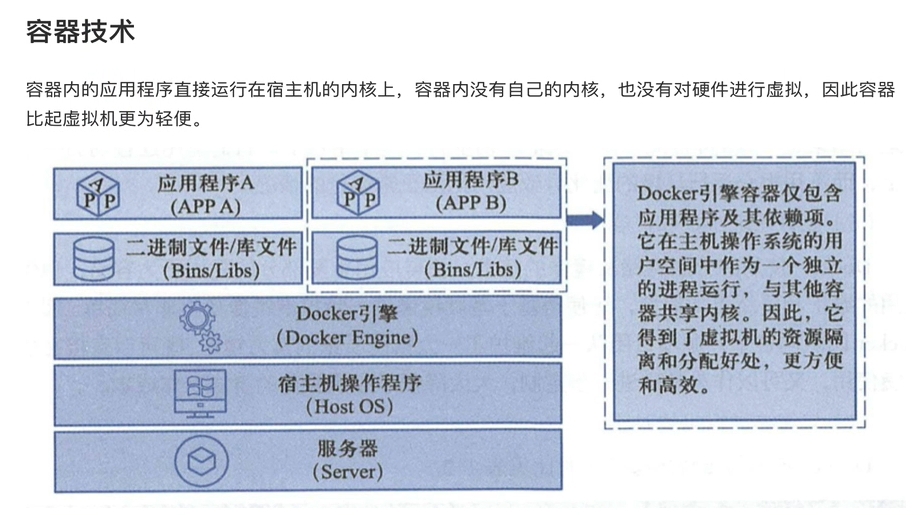 容器技术
容器内的应用程序直接运行在宿主机的内核上，容器内没有自己的内核，也没有对硬件进行虚拟，因此容器
比起虚拟机更为轻便。
APP
应用程序A
(APP A)
APP
应用程序B
(APP B)
二进制文件/库文件
(Bins/Libs)
二进制文件/库文件
(Bins/Libs)
Docker引擎
(Docker Engine)
宿主机操作程序
(Host OS)
服务器
(Server)
Docker引擎容器仅包含
应用程序及其依赖项。
它在主机操作系统的用
户空间中作为一个独立
的进程运行，与其他容
器共享内核。因此，它
得到了虚拟机的资源隔
离和分配好处，更方便
和高效。